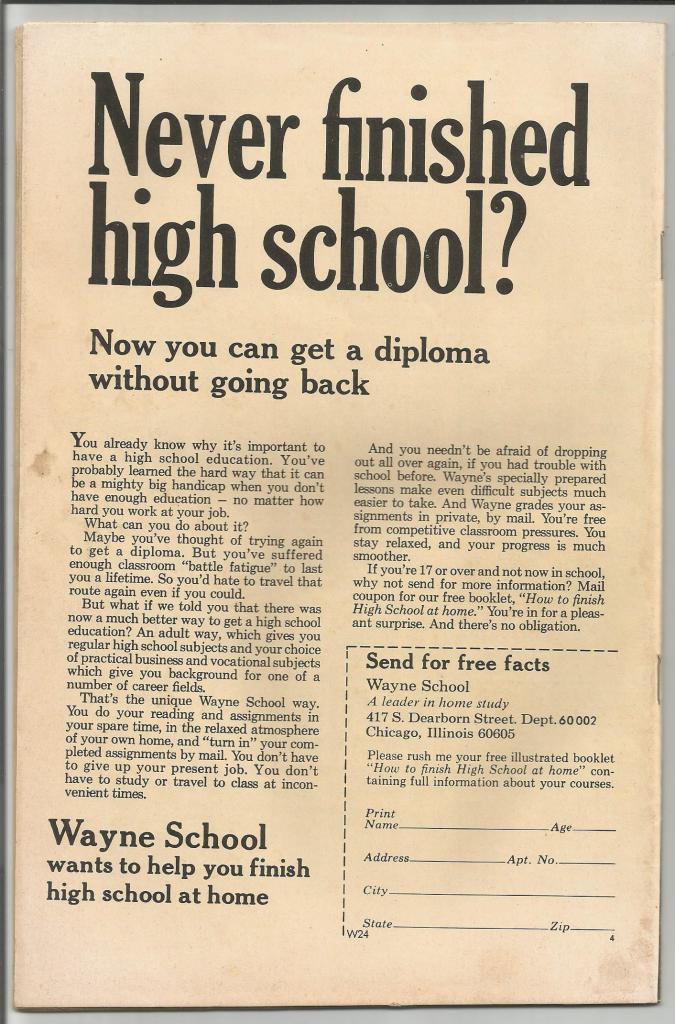 Never finished
high school?
Now you can get a diploma
without going back
You already know why it's important to
have a high school education. You've
probably learned the hard way that it can
be a mighty big handicap when you don't
have enough education — no matter how
hard you work at your job.
What can you do about it?
Maybe you've thought of trying again
to get a diploma. But you've suffered
enough classroom "battle fatigue" to last
you a lifetime. So you'd hate to travel that
route again even if you could.
But what if we told you that there was
now a much better way to get a high school
education? An adult way, which gives you
regular high school subjects and your choice
of practical business and vocational subjects
which give you background for one of a
number of career fields.
That's the unique Wayne School way.
You do your reading and assignments in
your spare time, in the relaxed atmosphere
of your own home, and "turn in" your com-
pleted assignments by mail. You don't have
to give up your present job. You don't
have to study or travel to class at incon-
venient times.
Wayne School
wants to help you finish
high school at home
And you needn't be afraid of dropping
out all over again, if you had trouble with
school before. Wayne's specially prepared
lessons make even difficult subjects much
easier to take. And Wayne grades your as-
signments in private, by mail. You're free
from competitive classroom pressures. You
stay relaxed, and your progress is much
smoother.
If you're 17 or over and not now in school,
why not send for more information? Mail
coupon for our free booklet, "How to finish
High School at home." You're in for a pleas-
ant surprise. And there's no obligation.
Send for free facts
Wayne School
A leader in home study
417 S. Dearborn Street. Dept. 60 002
Chicago, Illinois 60605
Please rush me your free illustrated booklet
"How to finish High School at home" con-
taining full information about your courses.
Print
Name Age
Address Apt. No.
City
State Zip
W24 4